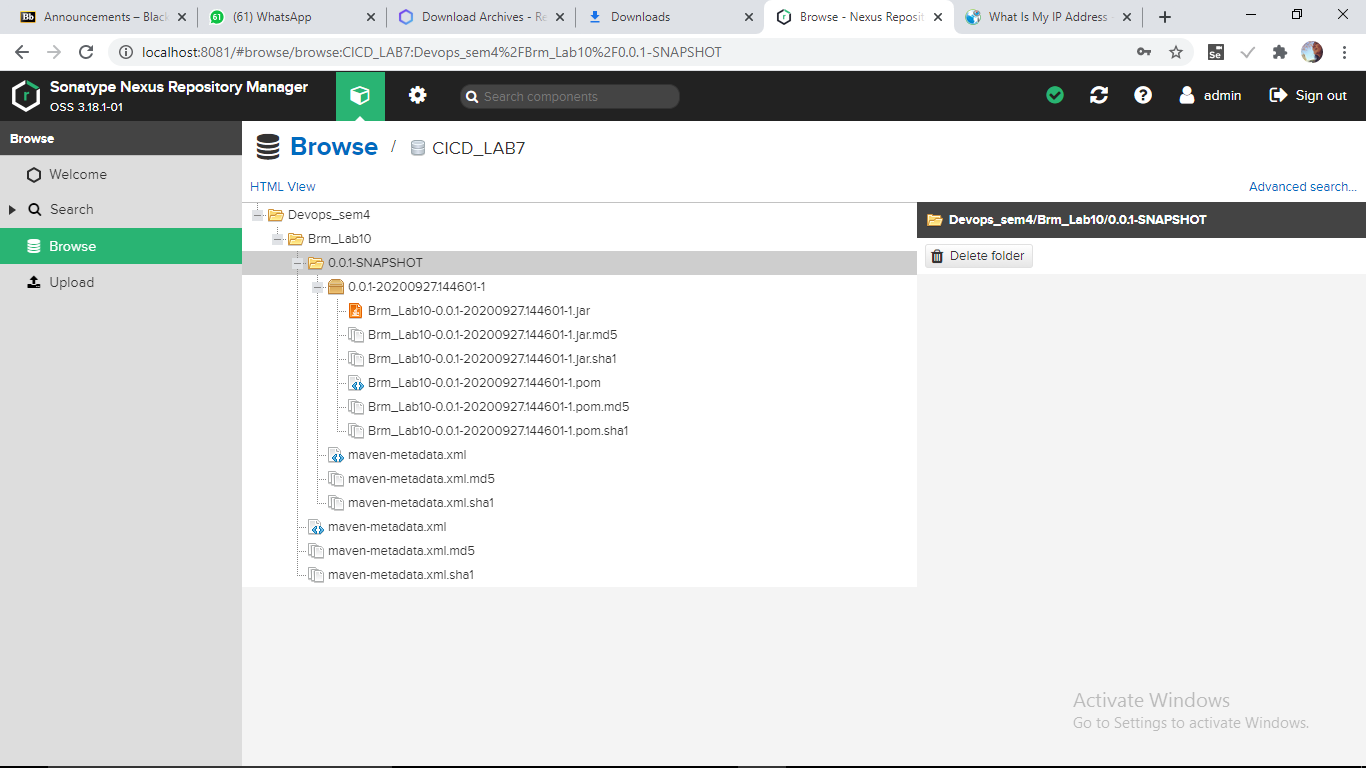 Announcements – Blac
(61) WhatsApp
Download Archives - Re
Downloads
Browse - Nexus Reposit
What Is My IP Address -
localhost:8081/#browse/browse:CICD_LAB7:Devops_sem4%2FBrm_Lab10%2F0.0.1-SNAPSHOT
Sonatype Nexus Repository Manager
OSS 3.18.1-01
Search components
admin
Sign out
Browse
Welcome
Search
Browse
Upload
Browse / CICD_LAB7
HTML View
Advanced search...
Devops_sem4
Brm_Lab10
0.0.1-SNAPSHOT
0.0.1-20200927.144601-1
Brm_Lab10-0.0.1-20200927.144601-1.jar
Brm_Lab10-0.0.1-20200927.144601-1.jar.md5
Brm_Lab10-0.0.1-20200927.144601-1.jar.sha1
Brm_Lab10-0.0.1-20200927.144601-1.pom
Brm_Lab10-0.0.1-20200927.144601-1.pom.md5
Brm_Lab10-0.0.1-20200927.144601-1.pom.sha1
maven-metadata.xml
maven-metadata.xml.md5
maven-metadata.xml.sha1
maven-metadata.xml
maven-metadata.xml.md5
maven-metadata.xml.sha1
Devops_sem4/Brm_Lab10/0.0.1-SNAPSHOT
Delete folder
Activate Windows
Go to Settings to activate Windows.